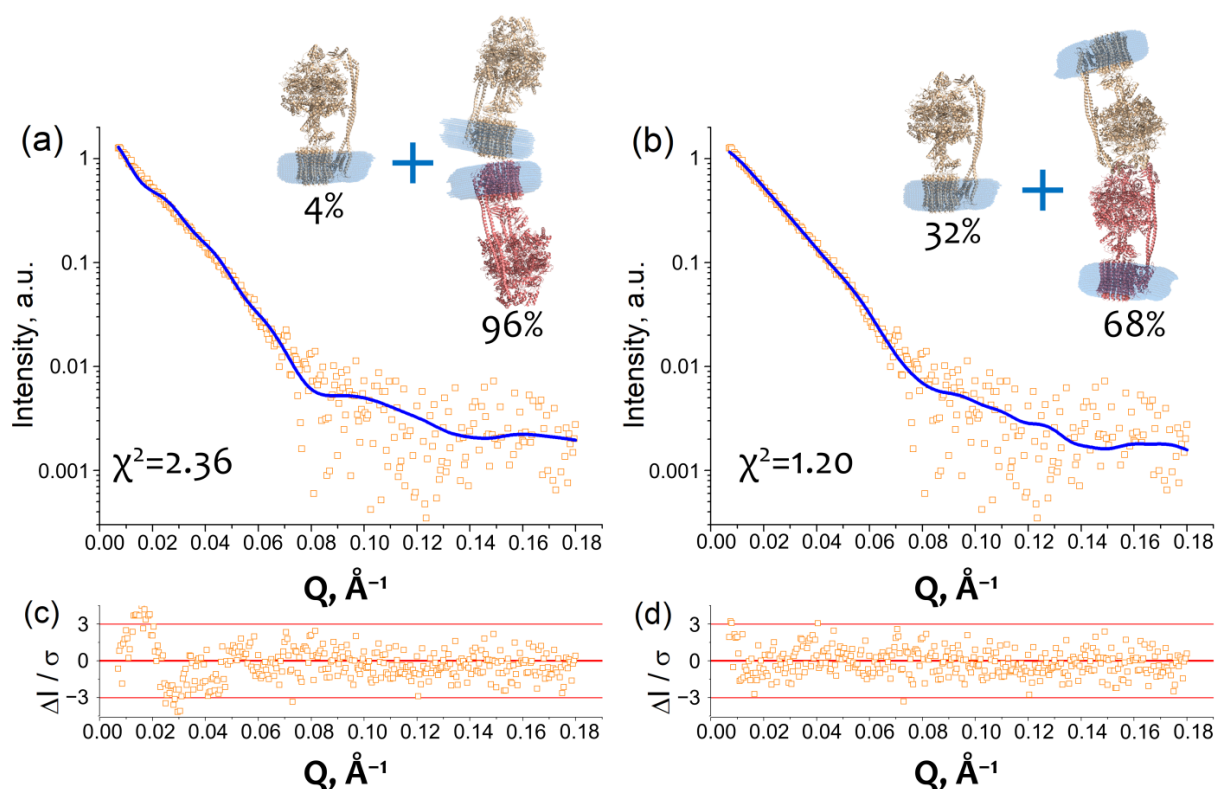 (a)
4%
96%
1
0.1
0.01
0.001
Intensity, a.u.
χ²=2.36
0.00 0.02 0.04 0.06 0.08 0.10 0.12 0.14 0.16 0.18
Q, Å⁻¹
(b)
32%
68%
1
0.1
0.01
0.001
Intensity, a.u.
χ²=1.20
0.00 0.02 0.04 0.06 0.08 0.10 0.12 0.14 0.16 0.18
Q, Å⁻¹
(c)
3
0
−3
ΔI / σ
0.00 0.02 0.04 0.06 0.08 0.10 0.12 0.14 0.16 0.18
Q, Å⁻¹
(d)
3
0
−3
ΔI / σ
0.00 0.02 0.04 0.06 0.08 0.10 0.12 0.14 0.16 0.18
Q, Å⁻¹